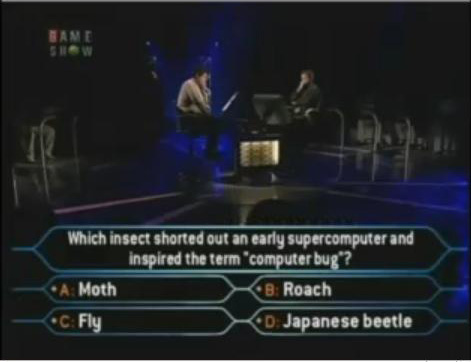 GAME
SHOW
Which insect shorted out an early supercomputer and
inspired the term "computer bug"?
A: Moth
B: Roach
C: Fly
D: Japanese beetle